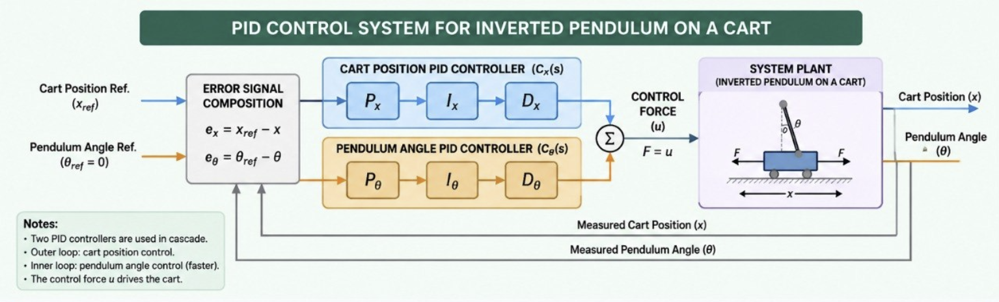 PID CONTROL SYSTEM FOR INVERTED PENDULUM ON A CART
Cart Position Ref.
(x_ref)
Pendulum Angle Ref.
(θ_ref = 0)
ERROR SIGNAL
COMPOSITION
e_x = x_ref − x
e_θ = θ_ref − θ
CART POSITION PID CONTROLLER (C_x(s)
P_x
I_x
D_x
PENDULUM ANGLE PID CONTROLLER (C_θ(s)
P_θ
I_θ
D_θ
Σ
CONTROL
FORCE
(u)
F = u
SYSTEM PLANT
(INVERTED PENDULUM ON A CART)
θ
F
F
x
Cart Position (x)
Pendulum Angle
(θ)
Measured Cart Position (x)
Measured Pendulum Angle (θ)
Notes:
• Two PID controllers are used in cascade.
• Outer loop: cart position control.
• Inner loop: pendulum angle control (faster).
• The control force u drives the cart.